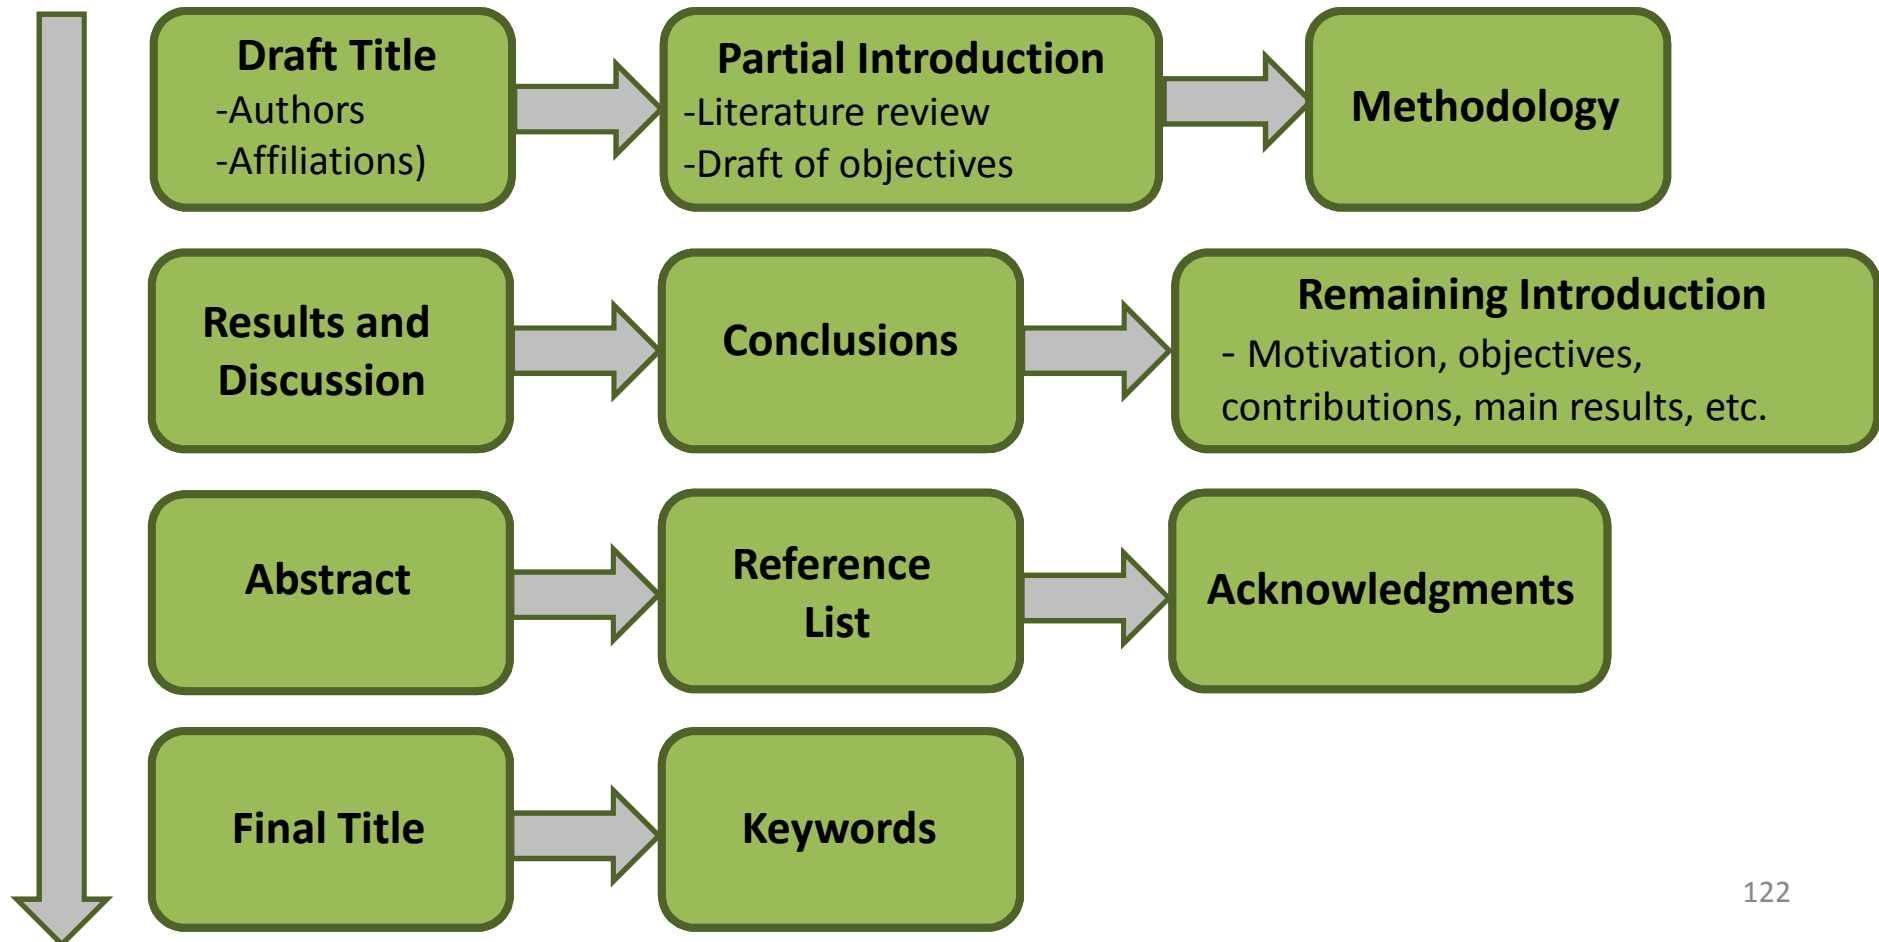 Draft Title
-Authors
-Affiliations)
Partial Introduction
-Literature review
-Draft of objectives
Methodology
Results and
Discussion
Conclusions
Remaining Introduction
- Motivation, objectives,
contributions, main results, etc.
Abstract
Reference
List
Acknowledgments
Final Title
Keywords
122